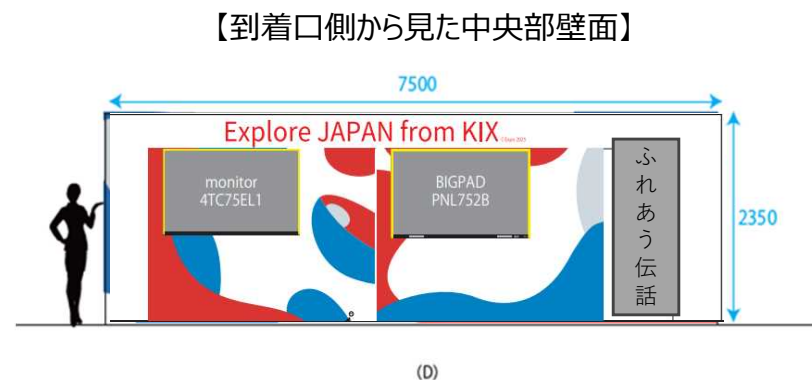 【到着口側から見た中央部壁面】
7500
Explore JAPAN from KIX
monitor
4TC75EL1
BIGPAD
PNL752B
ふれあう伝話
2350
(D)